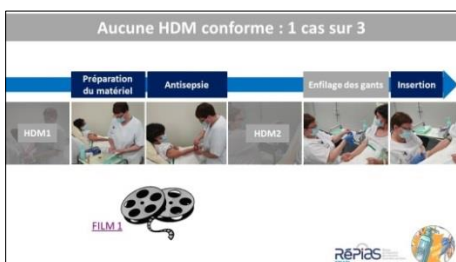 Aucune HDM conforme : 1 cas sur 3
Préparation
du matériel
Antisepsie
Enfilage des gants
Insertion
HDM1
HDM2
FILM 1
RéPIAS